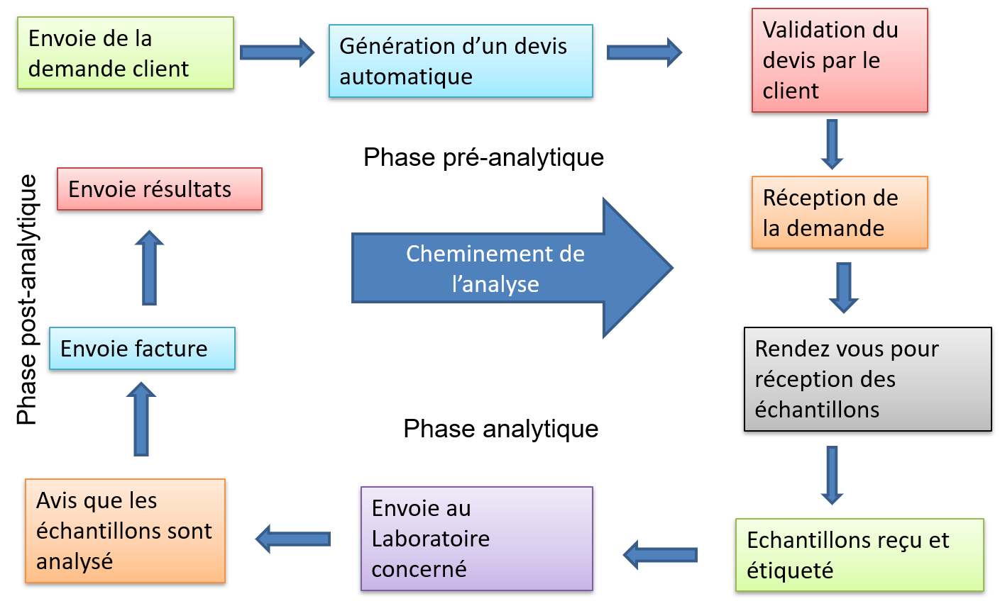 Envoie de la
demande client
Génération d’un devis
automatique
Validation du
devis par le
client
Phase pré-analytique
Réception de
la demande
Cheminement de
l’analyse
Rendez vous pour
réception des
échantillons
Phase analytique
Echantillons reçu et
étiqueté
Envoie au
Laboratoire
concerné
Avis que les
échantillons sont
analysé
Envoie facture
Envoie résultats
Phase post-analytique